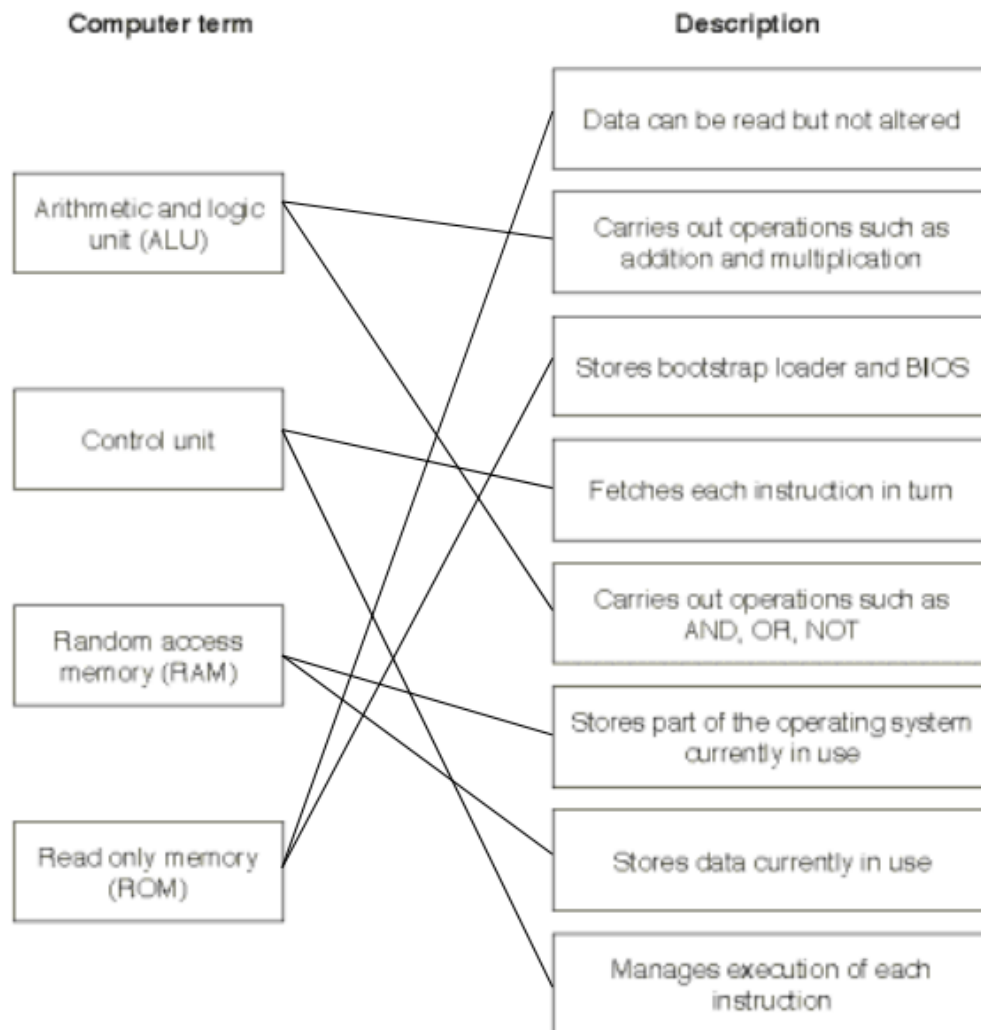 Computer term
Description
Arithmetic and logic
unit (ALU)
Control unit
Random access
memory (RAM)
Read only memory
(ROM)
Data can be read but not altered
Carries out operations such as
addition and multiplication
Stores bootstrap loader and BIOS
Fetches each instruction in turn
Carries out operations such as
AND, OR, NOT
Stores part of the operating system
currently in use
Stores data currently in use
Manages execution of each
instruction